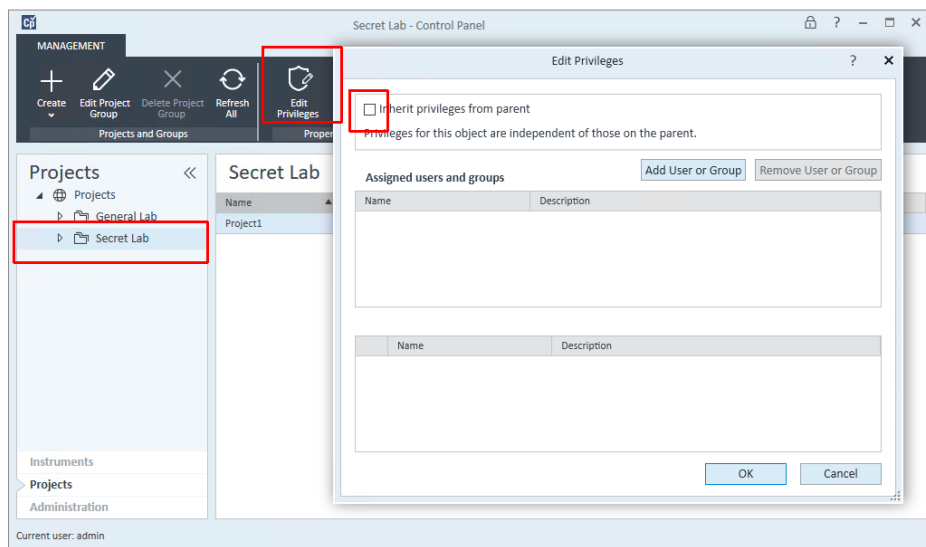 Secret Lab - Control Panel
MANAGEMENT
Create
Edit Project
Group
Delete Project
Group
Refresh
All
Edit
Privileges
Projects and Groups
Proper
Edit Privileges
Inherit privileges from parent
Privileges for this object are independent of those on the parent.
Assigned users and groups
Add User or Group
Remove User or Group
Name
Description
Name
Description
OK
Cancel
Projects
Projects
General Lab
Secret Lab
Secret Lab
Name
Project1
Instruments
Projects
Administration
Current user: admin